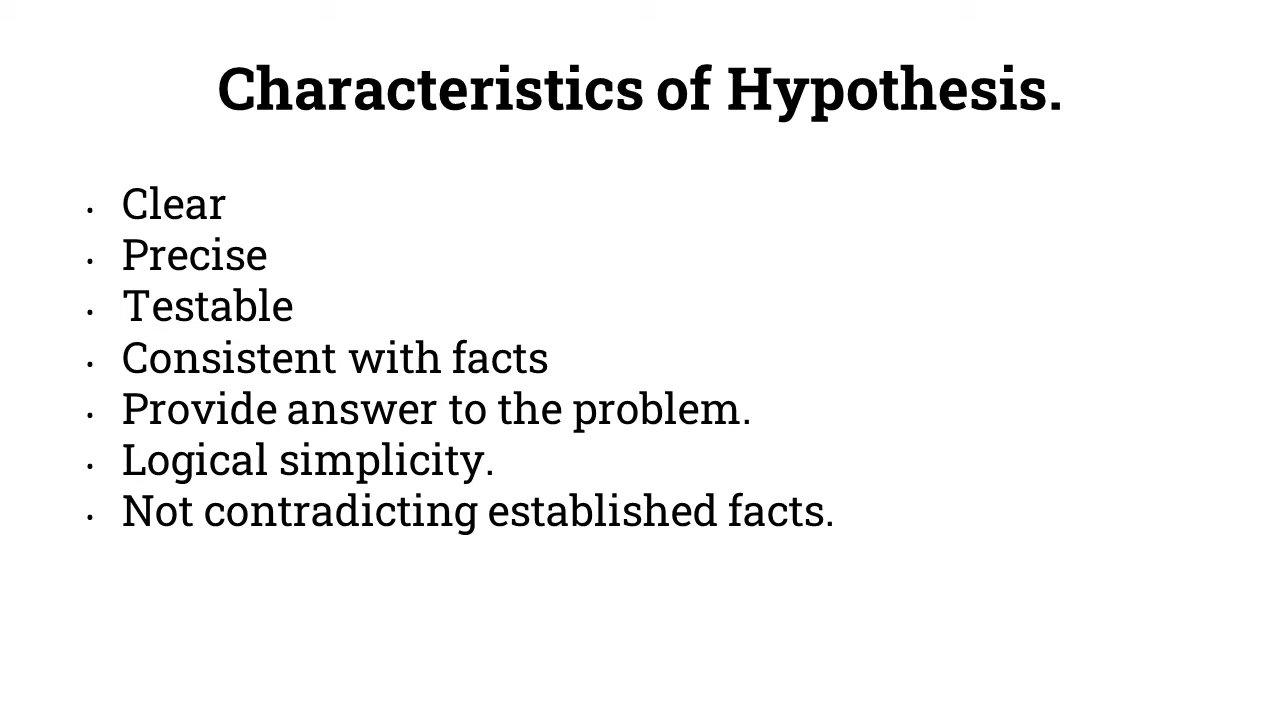 Characteristics of Hypothesis.
· Clear
· Precise
· Testable
· Consistent with facts
· Provide answer to the problem.
· Logical simplicity.
· Not contradicting established facts.